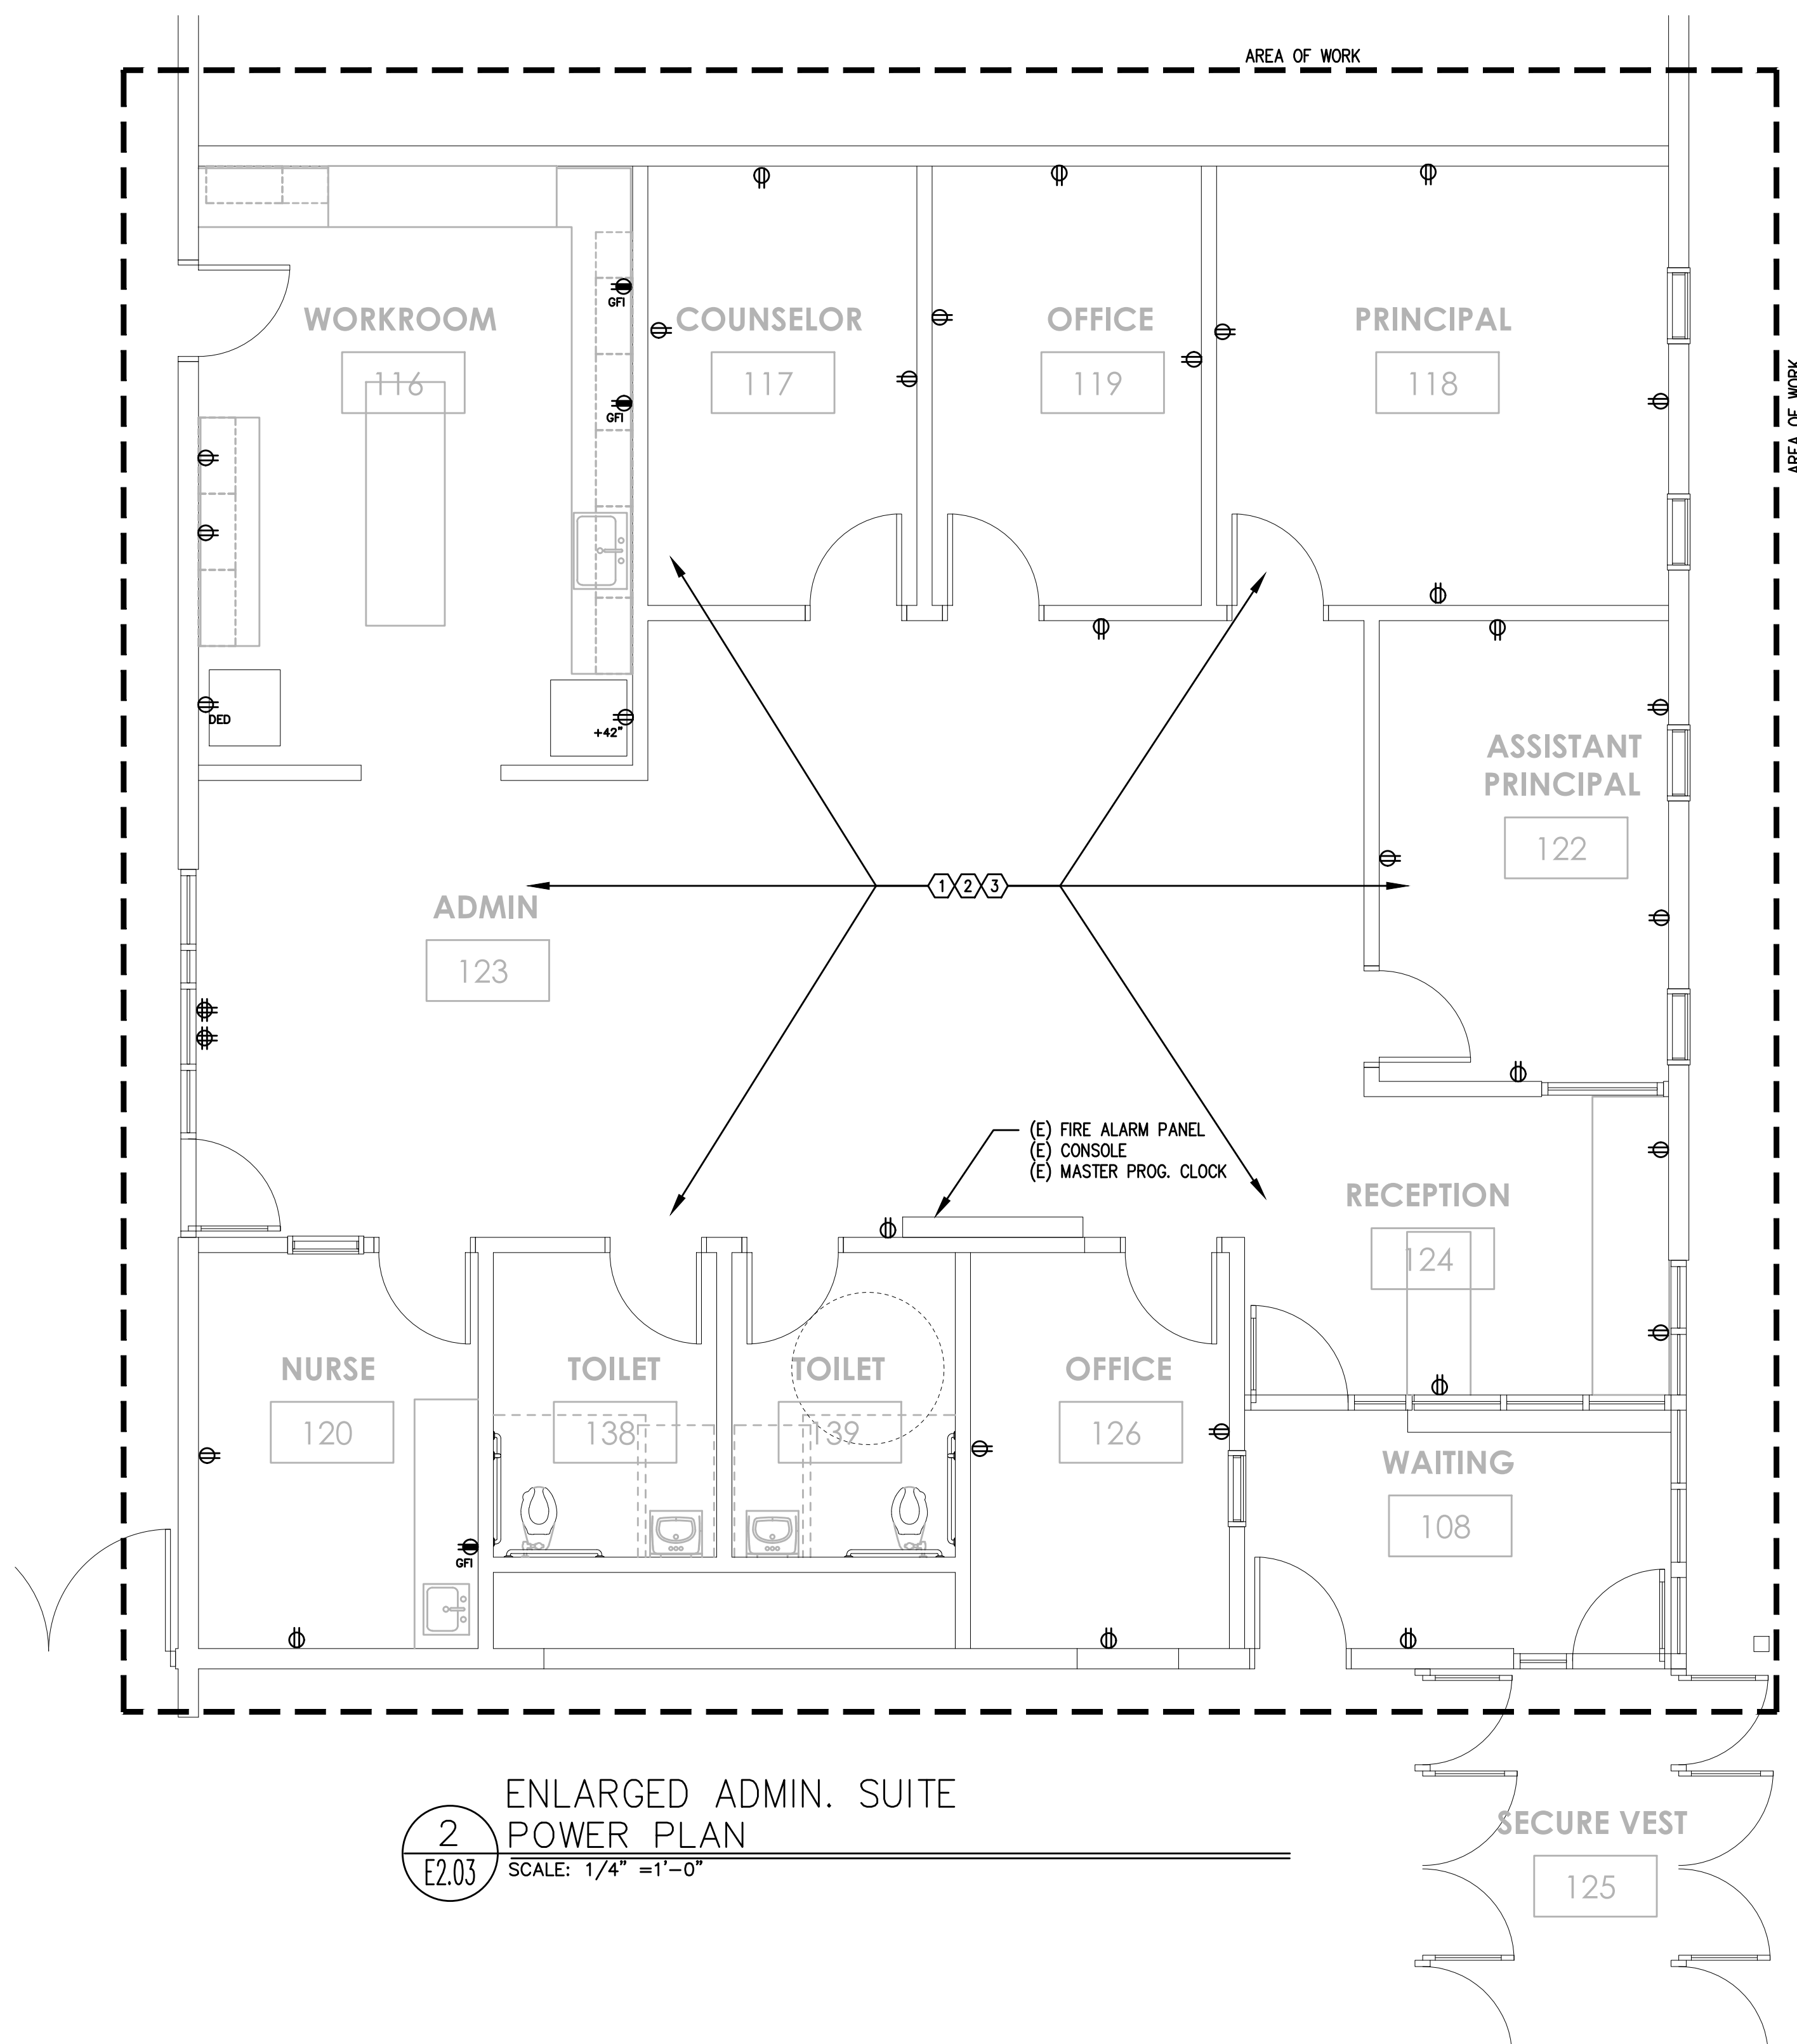 AREA OF WORK
AREA OF WORK
WORKROOM
116
GFI
GFI
COUNSELOR
117
OFFICE
119
PRINCIPAL
118
DED
+42"
ASSISTANT
PRINCIPAL
122
1 2 3
ADMIN
123
(E) FIRE ALARM PANEL
(E) CONSOLE
(E) MASTER PROG. CLOCK
RECEPTION
124
NURSE
120
GFI
TOILET
138
TOILET
139
OFFICE
126
WAITING
108
2
E2.03
ENLARGED ADMIN. SUITE
POWER PLAN
SCALE: 1/4" =1'-0"
SECURE VEST
125